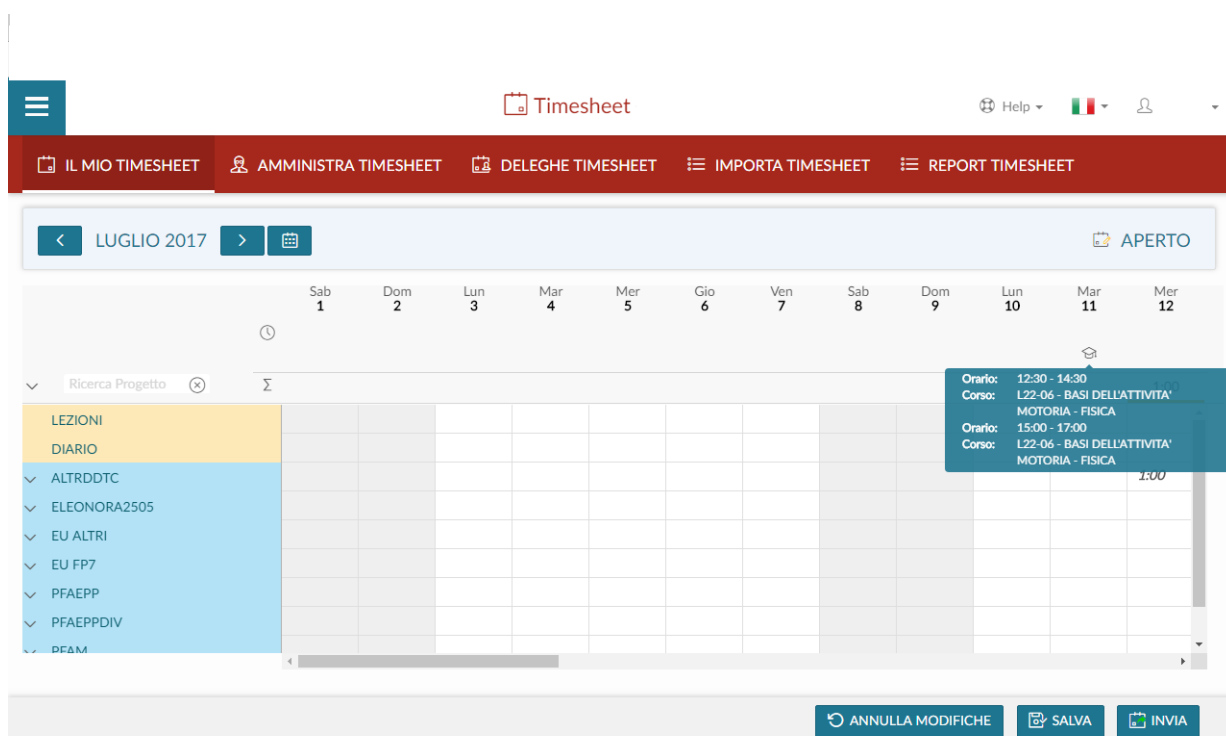 Timesheet
Help
IL MIO TIMESHEET AMMINISTRA TIMESHEET DELEGHE TIMESHEET IMPORTA TIMESHEET REPORT TIMESHEET
LUGLIO 2017 APERTO
Sab Dom Lun Mar Mer Gio Ven Sab Dom Lun Mar Mer
1 2 3 4 5 6 7 8 9 10 11 12
Ricerca Progetto Σ
Orario: 12:30 - 14:30
Corso: L22-06 - BASI DELL'ATTIVITA'
MOTORIA - FISICA
Orario: 15:00 - 17:00
Corso: L22-06 - BASI DELL'ATTIVITA'
MOTORIA - FISICA
LEZIONI
DIARIO
ALTRDDTC 1:00
ELEONORA2505
EU ALTRI
EU FP7
PFAEPP
PFAEPPDIV
PFAM
ANNULLA MODIFICHE SALVA INVIA